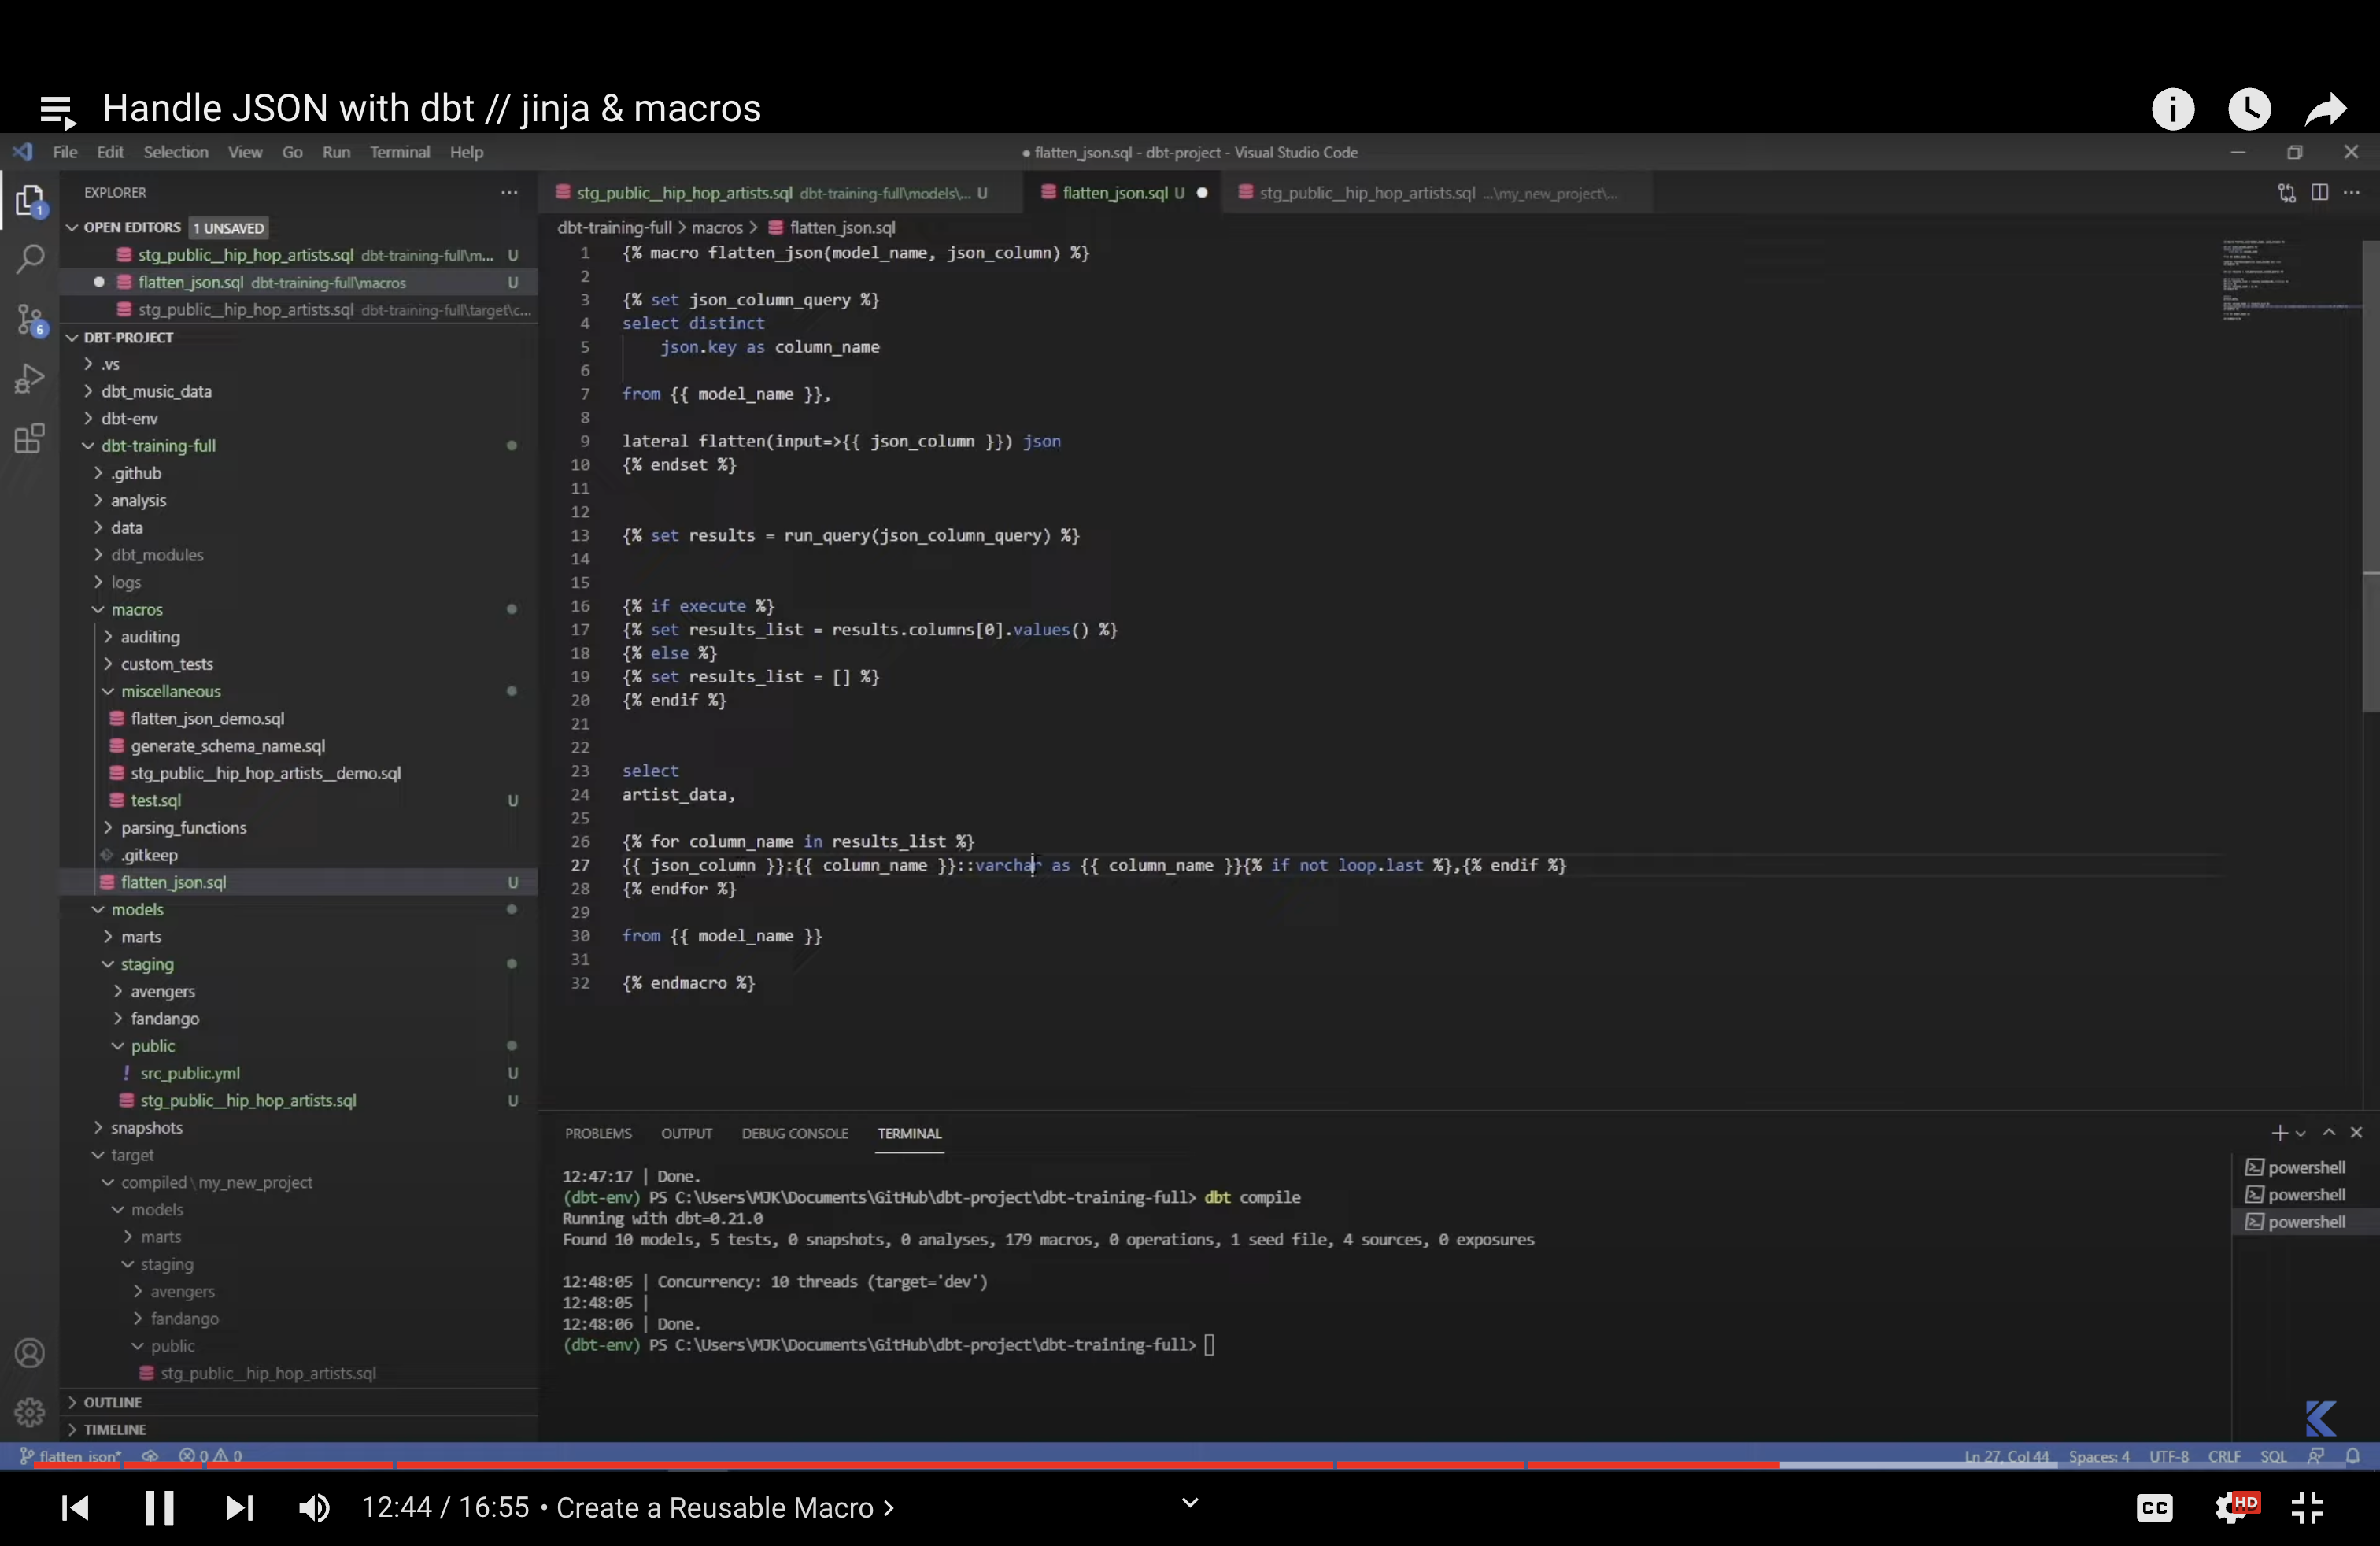 Handle JSON with dbt // jinja & macros
File Edit Selection View Go Run Terminal Help
● flatten_json.sql - dbt-project - Visual Studio Code
EXPLORER
OPEN EDITORS 1 UNSAVED
stg_public__hip_hop_artists.sql dbt-training-full\m... U
flatten_json.sql dbt-training-full\macros U
stg_public__hip_hop_artists.sql dbt-training-full\target\c...
DBT-PROJECT
.vs
dbt_music_data
dbt-env
dbt-training-full
.github
analysis
data
dbt_modules
logs
macros
auditing
custom_tests
miscellaneous
flatten_json_demo.sql
generate_schema_name.sql
stg_public__hip_hop_artists__demo.sql
test.sql U
parsing_functions
.gitkeep
flatten_json.sql U
models
marts
staging
avengers
fandango
public
src_public.yml U
stg_public__hip_hop_artists.sql U
snapshots
target
compiled\my_new_project
models
marts
staging
avengers
fandango
public
stg_public__hip_hop_artists.sql
OUTLINE
TIMELINE
stg_public__hip_hop_artists.sql dbt-training-full\models\... U
flatten_json.sql U ●
stg_public__hip_hop_artists.sql ...\my_new_project\...
dbt-training-full > macros > flatten_json.sql
1 {% macro flatten_json(model_name, json_column) %}
2
3 {% set json_column_query %}
4 select distinct
5 json.key as column_name
6
7 from {{ model_name }},
8
9 lateral flatten(input=>{{ json_column }}) json
10 {% endset %}
11
12
13 {% set results = run_query(json_column_query) %}
14
15
16 {% if execute %}
17 {% set results_list = results.columns[0].values() %}
18 {% else %}
19 {% set results_list = [] %}
20 {% endif %}
21
22
23 select
24 artist_data,
25
26 {% for column_name in results_list %}
27 {{ json_column }}:{{ column_name }}::varchar as {{ column_name }}{% if not loop.last %},{% endif %}
28 {% endfor %}
29
30 from {{ model_name }}
31
32 {% endmacro %}
PROBLEMS OUTPUT DEBUG CONSOLE TERMINAL
12:47:17 | Done.
(dbt-env) PS C:\Users\MJK\Documents\GitHub\dbt-project\dbt-training-full> dbt compile
Running with dbt=0.21.0
Found 10 models, 5 tests, 0 snapshots, 0 analyses, 179 macros, 0 operations, 1 seed file, 4 sources, 0 exposures
12:48:05 | Concurrency: 10 threads (target='dev')
12:48:05 |
12:48:06 | Done.
(dbt-env) PS C:\Users\MJK\Documents\GitHub\dbt-project\dbt-training-full>
powershell
powershell
powershell
flatten_json* 0 0
Ln 27, Col 44 Spaces: 4 UTF-8 CRLF SQL
12:44 / 16:55 • Create a Reusable Macro >
CC
HD